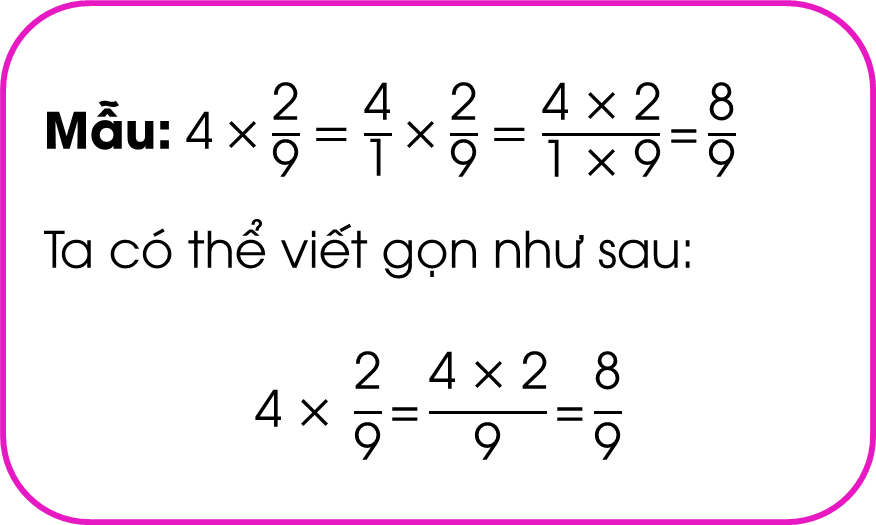 Mẫu: 4 × 2/9 = 4/1 × 2/9 = (4 × 2)/(1 × 9) = 8/9
Ta có thể viết gọn như sau:
4 × 2/9 = (4 × 2)/9 = 8/9